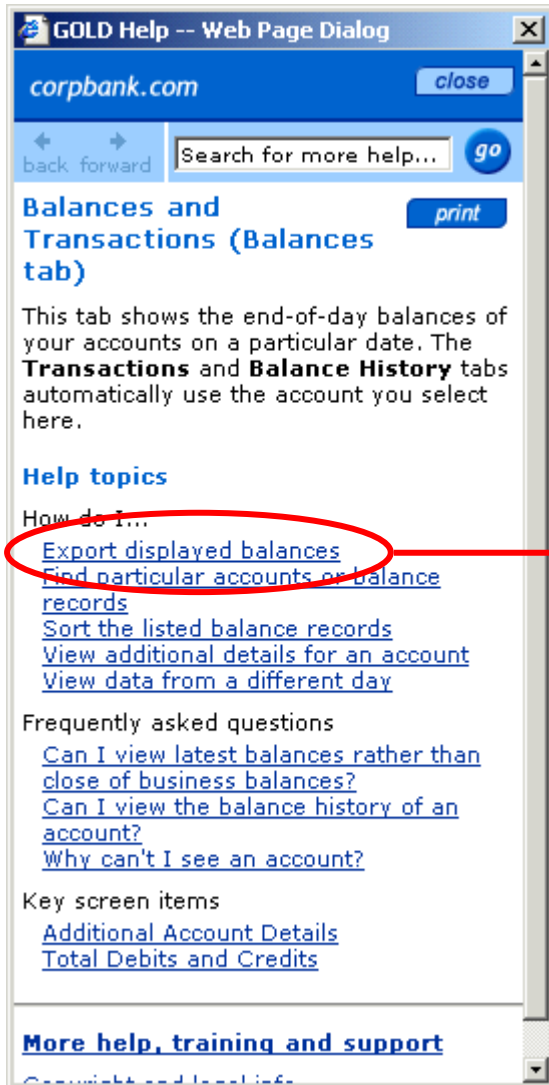 GOLD Help -- Web Page Dialog
corpbank.com
close
back forward
Search for more help...
go
Balances and
Transactions (Balances
tab)
print
This tab shows the end-of-day balances of
your accounts on a particular date. The
Transactions and Balance History tabs
automatically use the account you select
here.
Help topics
How do I...
Export displayed balances
Find particular accounts or balance
records
Sort the listed balance records
View additional details for an account
View data from a different day
Frequently asked questions
Can I view latest balances rather than
close of business balances?
Can I view the balance history of an
account?
Why can't I see an account?
Key screen items
Additional Account Details
Total Debits and Credits
More help, training and support
Copyright and legal info